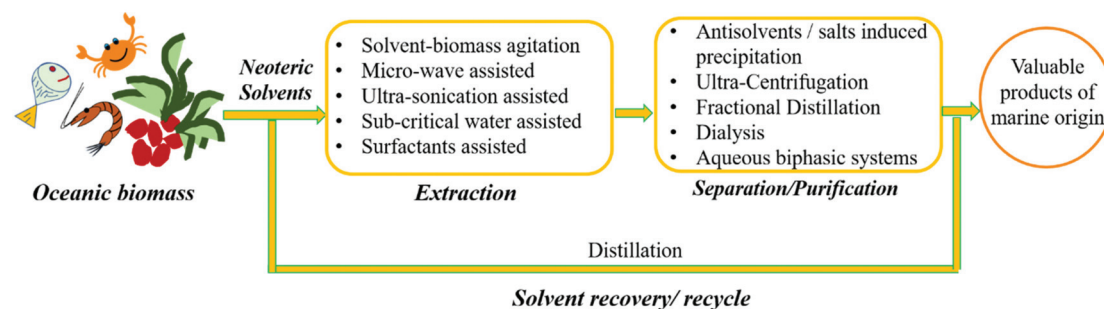 Neoteric
Solvents
Oceanic biomass
• Solvent-biomass agitation
• Micro-wave assisted
• Ultra-sonication assisted
• Sub-critical water assisted
• Surfactants assisted
Extraction
• Antisolvents / salts induced
precipitation
• Ultra-Centrifugation
• Fractional Distillation
• Dialysis
• Aqueous biphasic systems
Separation/Purification
Valuable
products of
marine origin
Distillation
Solvent recovery/ recycle